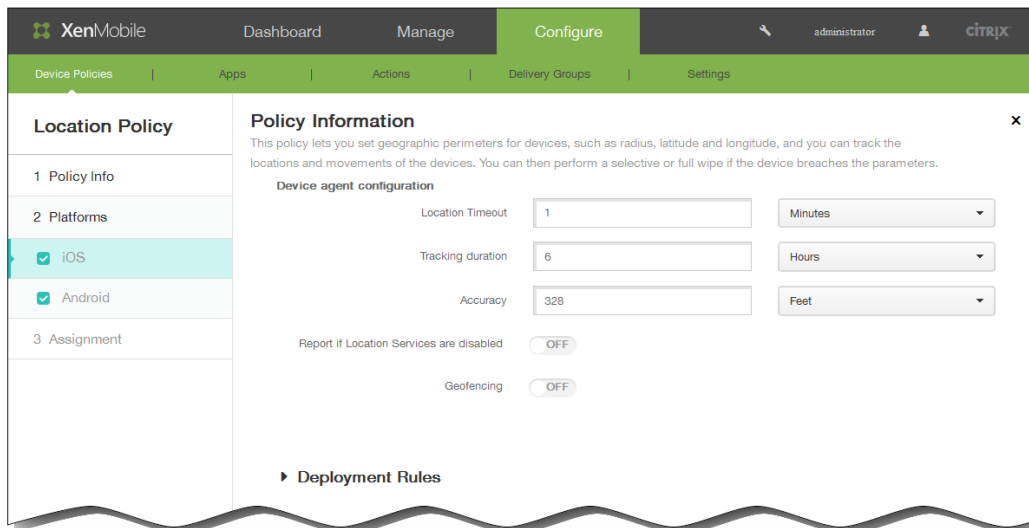 XenMobile Dashboard Manage Configure administrator CITRIX
Device Policies | Apps | Actions | Delivery Groups | Settings
Location Policy
1 Policy Info
2 Platforms
iOS
Android
3 Assignment
Policy Information
This policy lets you set geographic perimeters for devices, such as radius, latitude and longitude, and you can track the
locations and movements of the devices. You can then perform a selective or full wipe if the device breaches the parameters.
Device agent configuration
Location Timeout 1 Minutes
Tracking duration 6 Hours
Accuracy 328 Feet
Report if Location Services are disabled OFF
Geofencing OFF
Deployment Rules